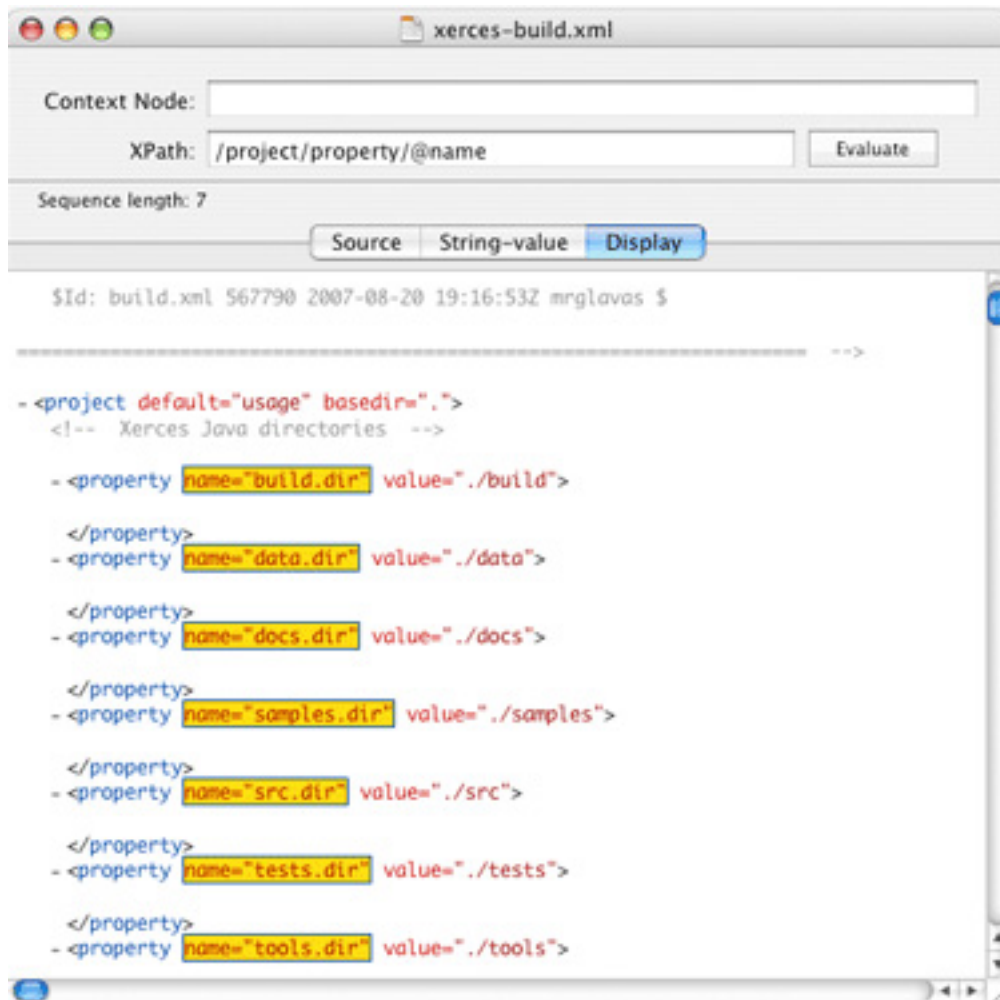 xerces-build.xml
Context Node:
XPath: /project/property/@name Evaluate
Sequence length: 7
Source String-value Display
$Id: build.xml 567790 2007-08-20 19:16:53Z mrglavas $
=================================================================== -->
- <project default="usage" basedir=".">
<!-- Xerces Java directories -->
- <property name="build.dir" value="./build">
</property>
- <property name="data.dir" value="./data">
</property>
- <property name="docs.dir" value="./docs">
</property>
- <property name="samples.dir" value="./samples">
</property>
- <property name="src.dir" value="./src">
</property>
- <property name="tests.dir" value="./tests">
</property>
- <property name="tools.dir" value="./tools">